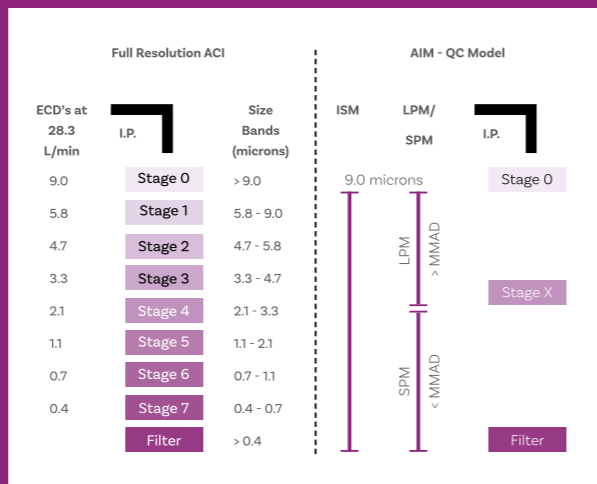 Full Resolution ACI
AIM - QC Model
ECD's at
28.3
L/min
I.P.
Size
Bands
(microns)
ISM
LPM/
SPM
I.P.
9.0
Stage 0
> 9.0
9.0 microns
Stage 0
5.8
Stage 1
5.8 - 9.0
4.7
Stage 2
4.7 - 5.8
LPM
> MMAD
3.3
Stage 3
3.3 - 4.7
Stage X
2.1
Stage 4
2.1 - 3.3
1.1
Stage 5
1.1 - 2.1
0.7
Stage 6
0.7 - 1.1
SPM
< MMAD
0.4
Stage 7
0.4 - 0.7
Filter
> 0.4
Filter